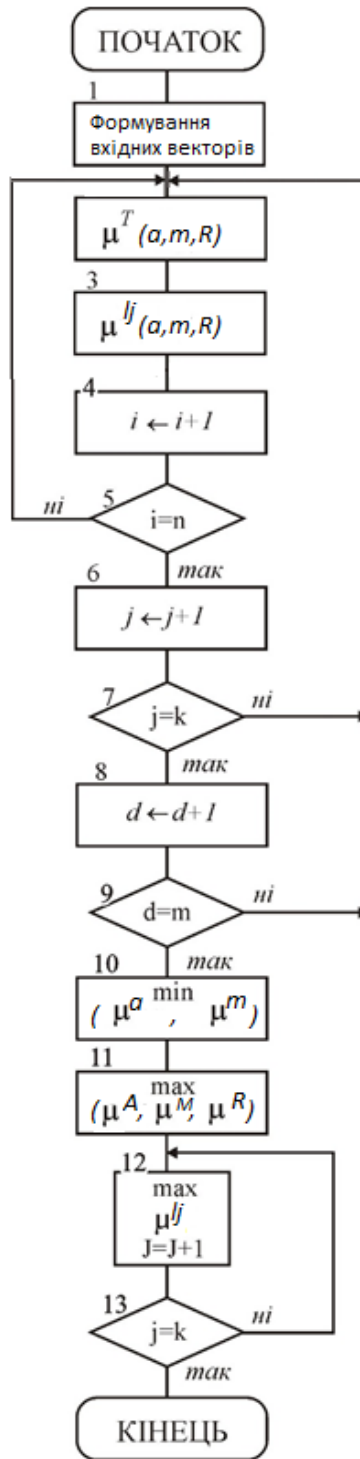 ПОЧАТОК
1
Формування
вхідних векторів
μ^T (a,m,R)
3
μ^lj (a,m,R)
4
i ← i+1
5
ні
i=n
6
так
j ← j+1
7
ні
j=k
8
так
d ← d+1
9
ні
d=m
10
так
min
( μ^a , μ^m )
11
max
(μ^A, μ^M, μ^R)
12
max
μ^lj
J=J+1
13
ні
j=k
так
КІНЕЦЬ